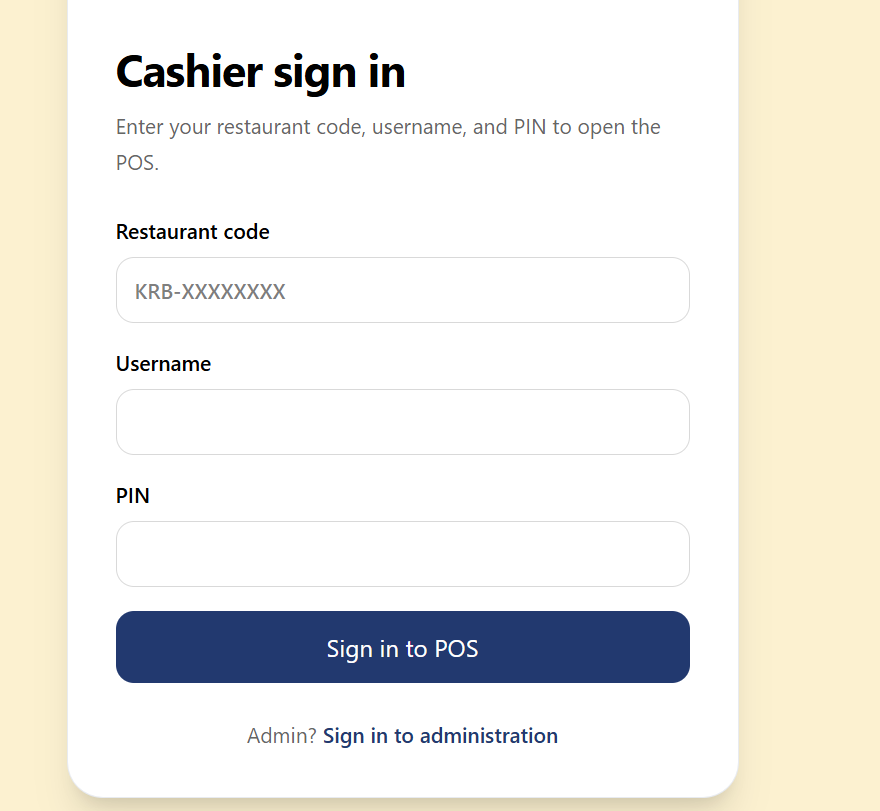 Cashier sign in
Enter your restaurant code, username, and PIN to open the
POS.
Restaurant code
KRB-XXXXXXXX
Username
PIN
Sign in to POS
Admin? Sign in to administration